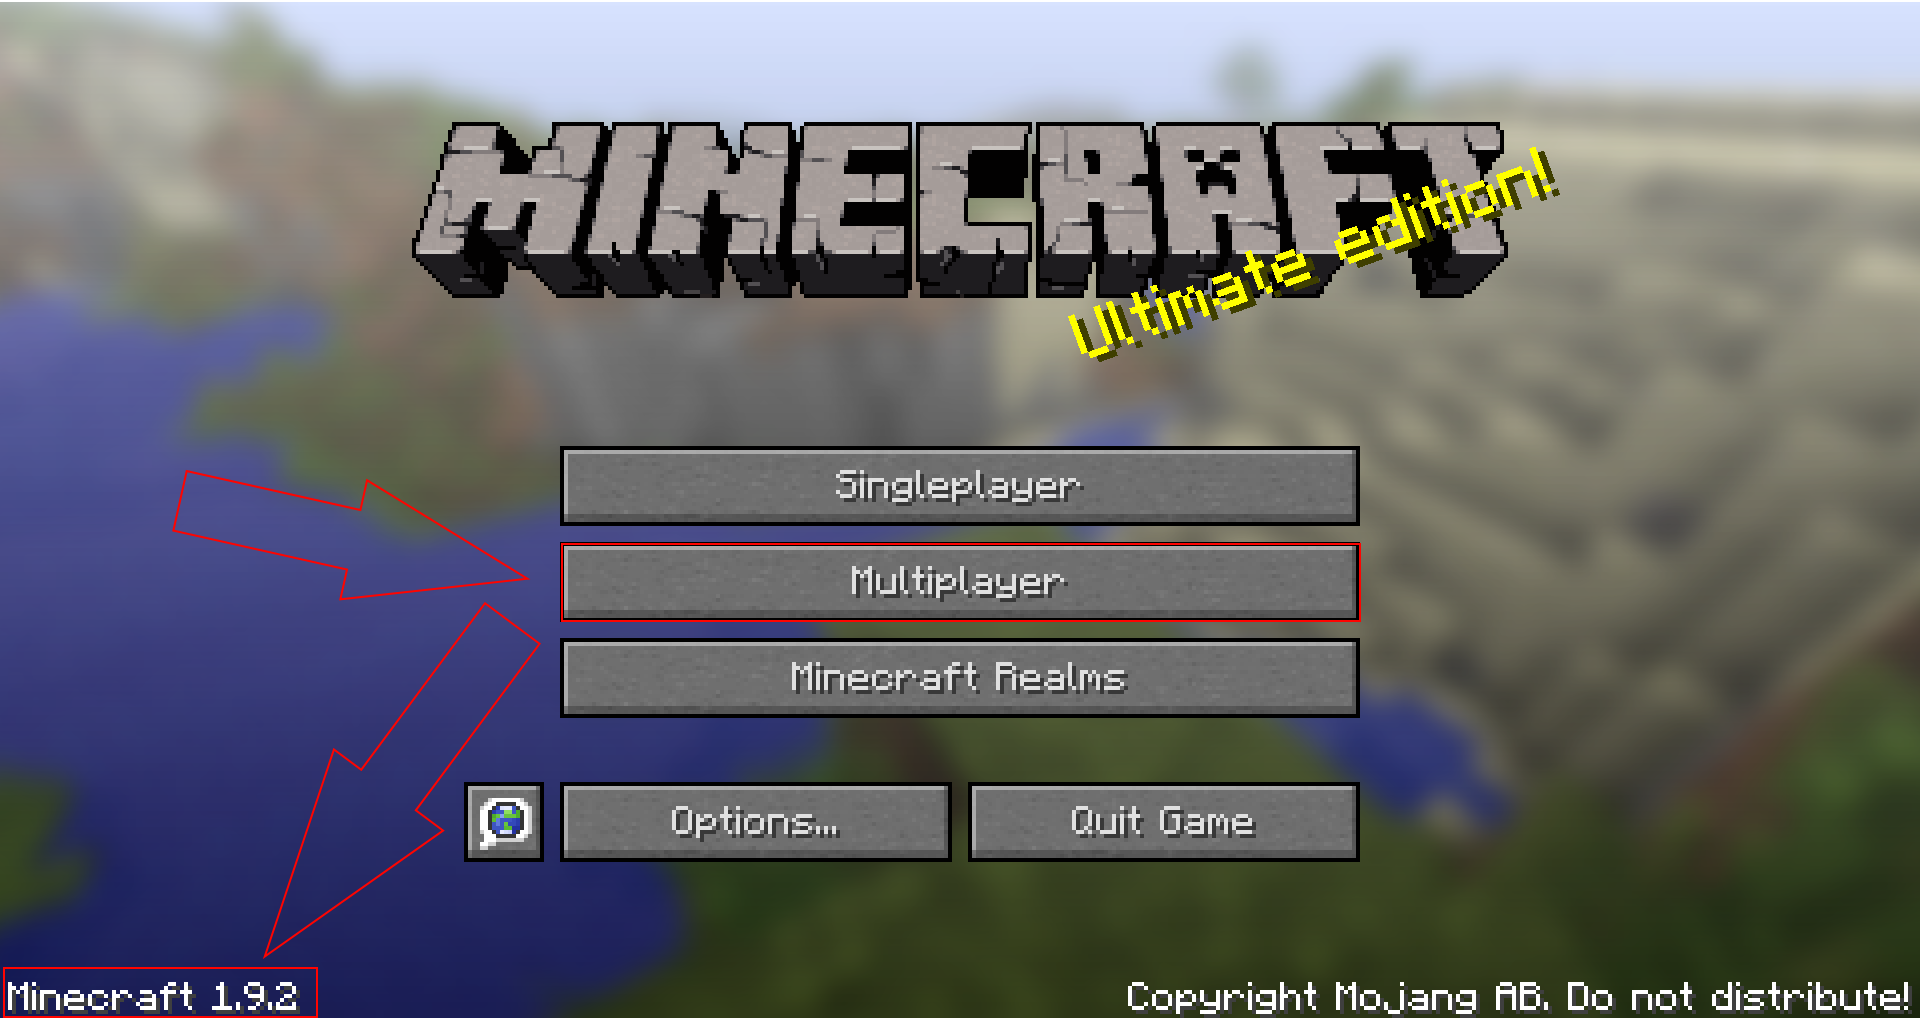 MINECRAFT
Ultimate edition!
Singleplayer
Multiplayer
Minecraft Realms
Options...
Quit Game
Minecraft 1.9.2
Copyright Mojang AB. Do not distribute!